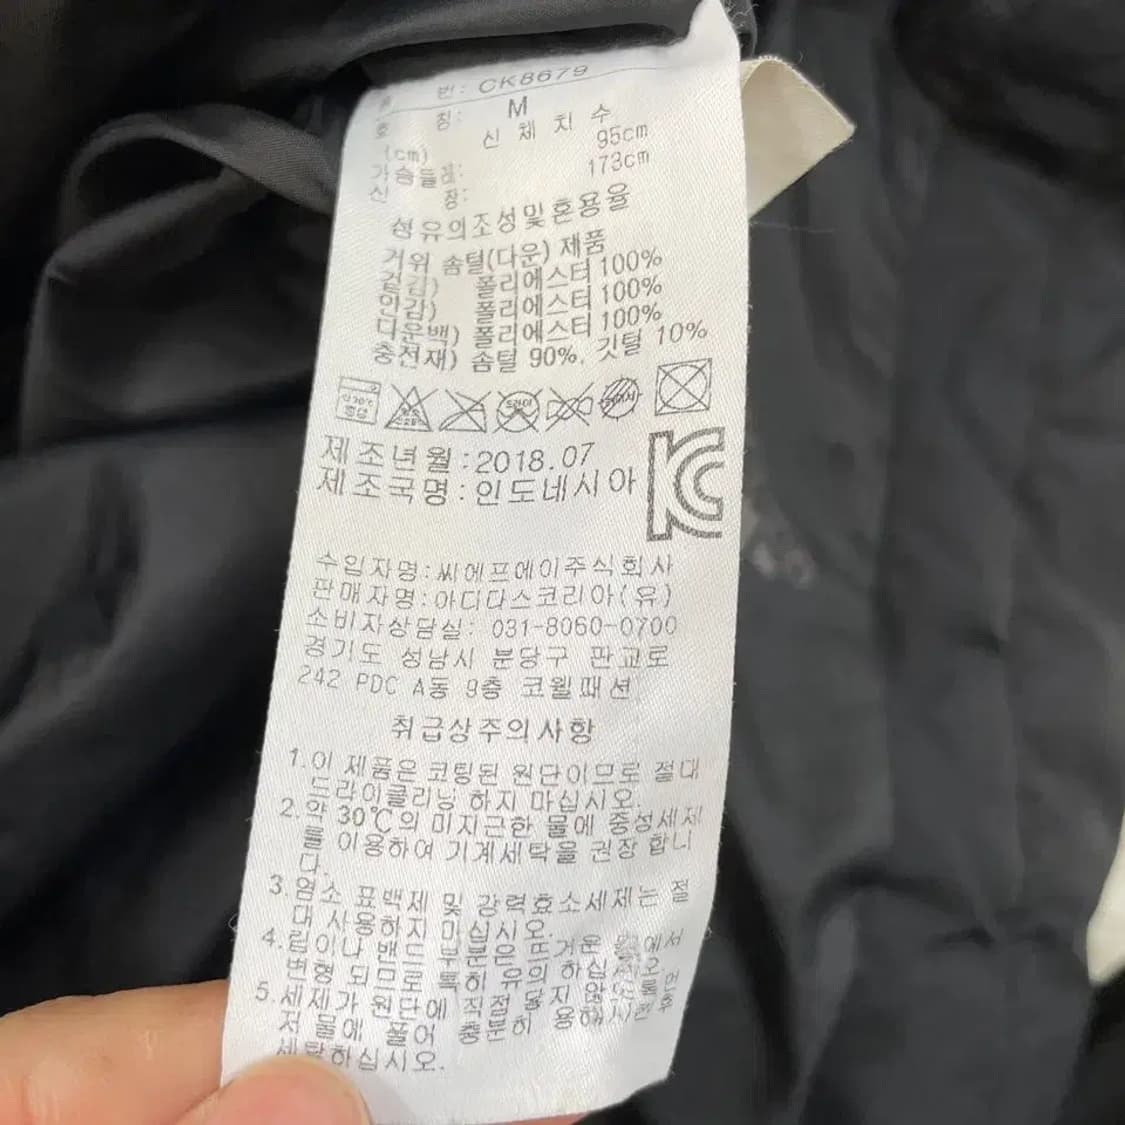 품 번: CK8679
호 칭: M
(cm) 신 체 치 수
가슴둘레: 95cm
신 장: 173cm
섬유의조성및혼용율
거위 솜털(다운) 제품
겉감) 폴리에스터 100%
안감) 폴리에스터 100%
다운백) 폴리에스터 100%
충전재) 솜털 90%. 깃털 10%
약30℃
중성
드라이
제조년월:2018.07
제조국명:인도네시아
수입자명:씨에프에이주식회사
판매자명:아디다스코리아(유)
소비자상담실: 031-8060-0700
경기도 성남시 분당구 판교로
242 PDC A동 9층 코웰패션
취급상주의사항
1.이 제품은 코팅된 원단이므로 절대
드라이클리닝 하지 마십시오.
2.약 30℃의 미지근한 물에 중성세제
를 이용하여 기계세탁을 권장 합니
다.
3.염소 표백제 및 강력효소세제는 절
대 사용하지 마십시오.
4.립이나 밴드 부분은뜨거운 물에서
변형 되므로 특히 유의 하십시오.
5.세제가 원단에 직접 닿지 않도록먼
저 물에 풀어 충분히 용해시킨후
세탁하십시오.